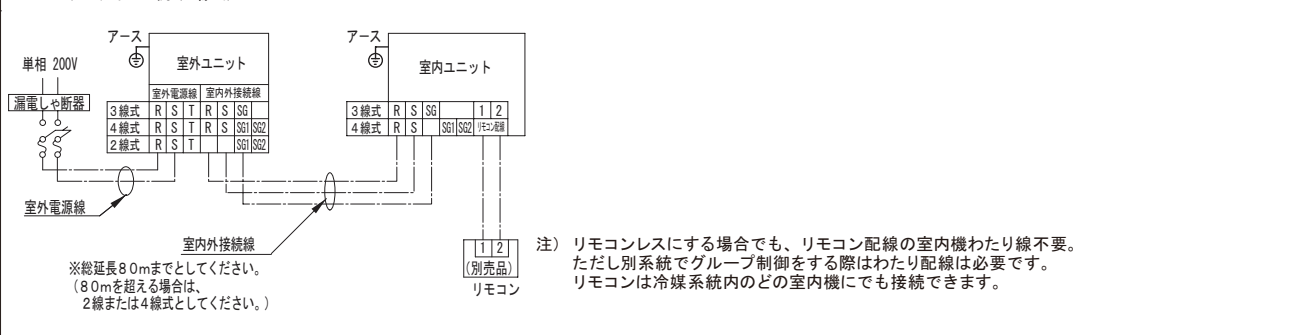 アース
室外ユニット
単相 200V
漏電しゃ断器
室外電源線 室内外接続線
3線式 R S T R S SG
4線式 R S T R S SG1 SG2
2線式 R S T SG1 SG2
室外電源線
室内外接続線
※総延長80mまでとしてください。
(80mを超える場合は、
2線または4線式としてください。)
アース
室内ユニット
3線式 R S SG 1 2
4線式 R S SG1 SG2 リモコン配線
1 2
(別売品)
リモコン
注) リモコンレスにする場合でも、リモコン配線の室内機わたり線不要。
ただし別系統でグループ制御をする際はわたり配線は必要です。
リモコンは冷媒系統内のどの室内機にでも接続できます。